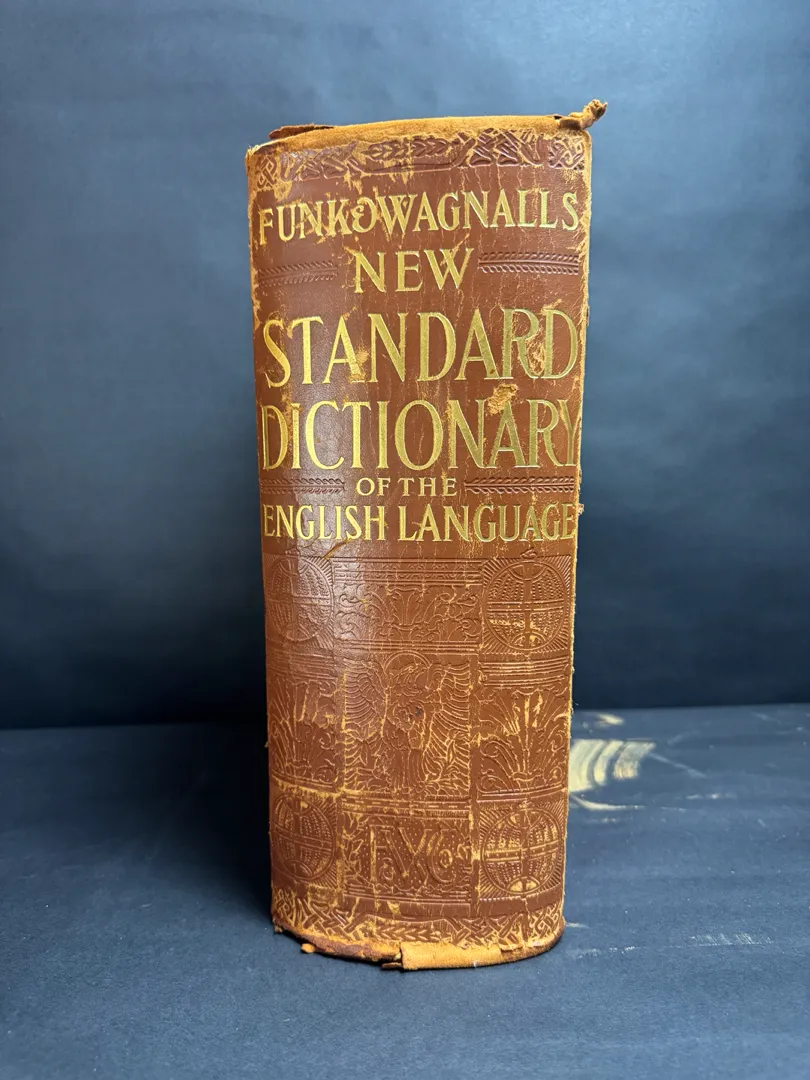 FUNK & WAGNALLS
NEW
STANDARD
DICTIONARY
OF THE
ENGLISH LANGUAGE